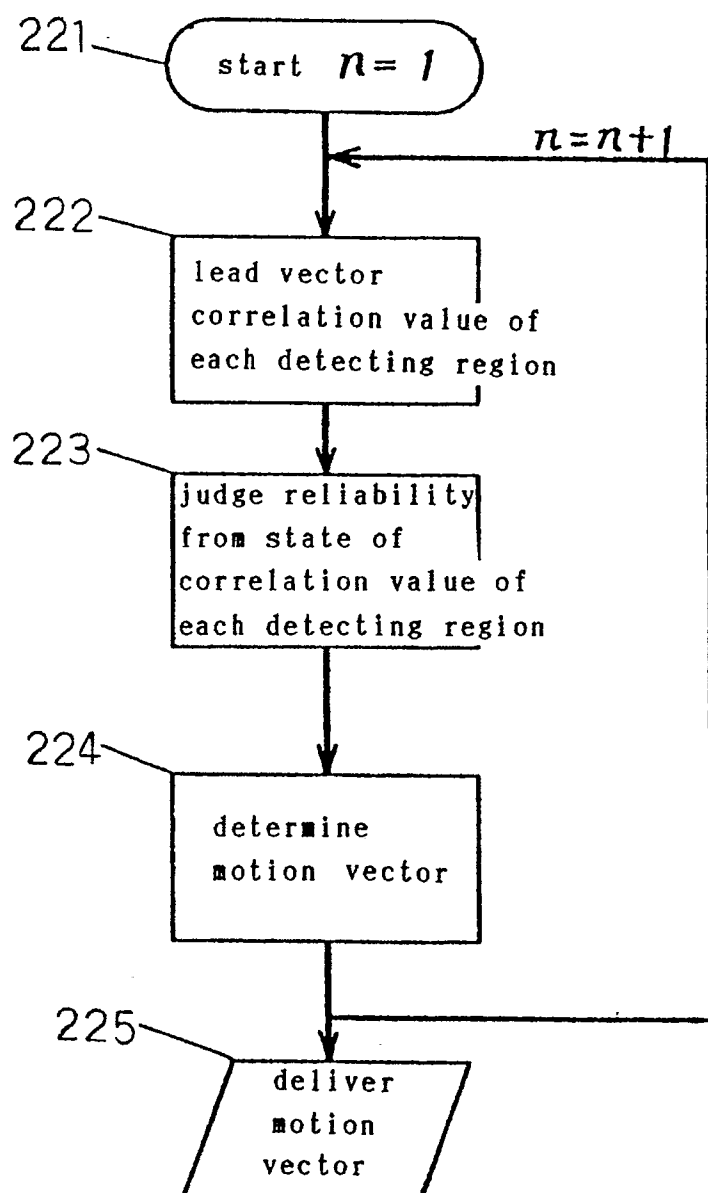 221
start n = 1
n=n+1
222
lead vector
correlation value of
each detecting region
223
judge reliability
from state of
correlation value of
each detecting region
224
determine
motion vector
225
deliver
motion
vector